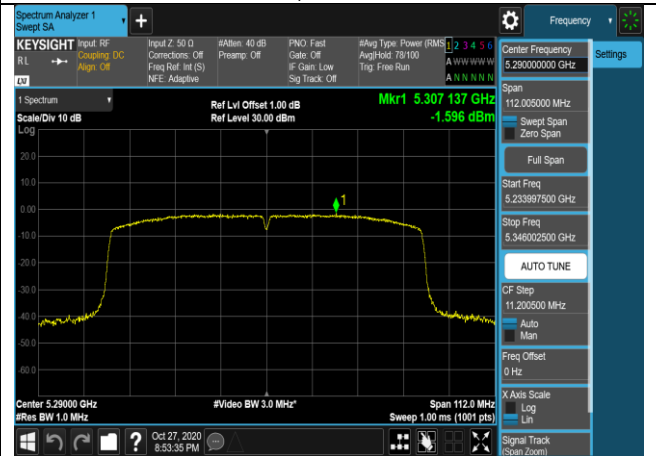 Spectrum Analyzer 1
Swept SA
+
Frequency
KEYSIGHT
RL
LXI
Input: RF
Coupling: DC
Align: Off
Input Z: 50 Ω
Corrections: Off
Freq Ref: Int (S)
NFE: Adaptive
#Atten: 40 dB
Preamp: Off
PNO: Fast
Gate: Off
IF Gain: Low
Sig Track: Off
#Avg Type: Power (RMS
Avg|Hold: 78/100
Trig: Free Run
1 2 3 4 5 6
A W W W W W
A N N N N N
Center Frequency
5.290000000 GHz
Settings
Span
112.005000 MHz
Swept Span
Zero Span
Full Span
Start Freq
5.233997500 GHz
Stop Freq
5.346002500 GHz
AUTO TUNE
CF Step
11.200500 MHz
Auto
Man
Freq Offset
0 Hz
X Axis Scale
Log
Lin
Signal Track
(Span Zoom)
1 Spectrum
Scale/Div 10 dB
Log
Ref Lvl Offset 1.00 dB
Ref Level 30.00 dBm
Mkr1 5.307 137 GHz
-1.596 dBm
20.0
10.0
0.00
-10.0
-20.0
-30.0
-40.0
-50.0
-60.0
1
Center 5.29000 GHz
#Res BW 1.0 MHz
#Video BW 3.0 MHz*
Span 112.0 MHz
Sweep 1.00 ms (1001 pts)
?
Oct 27, 2020
8:53:35 PM